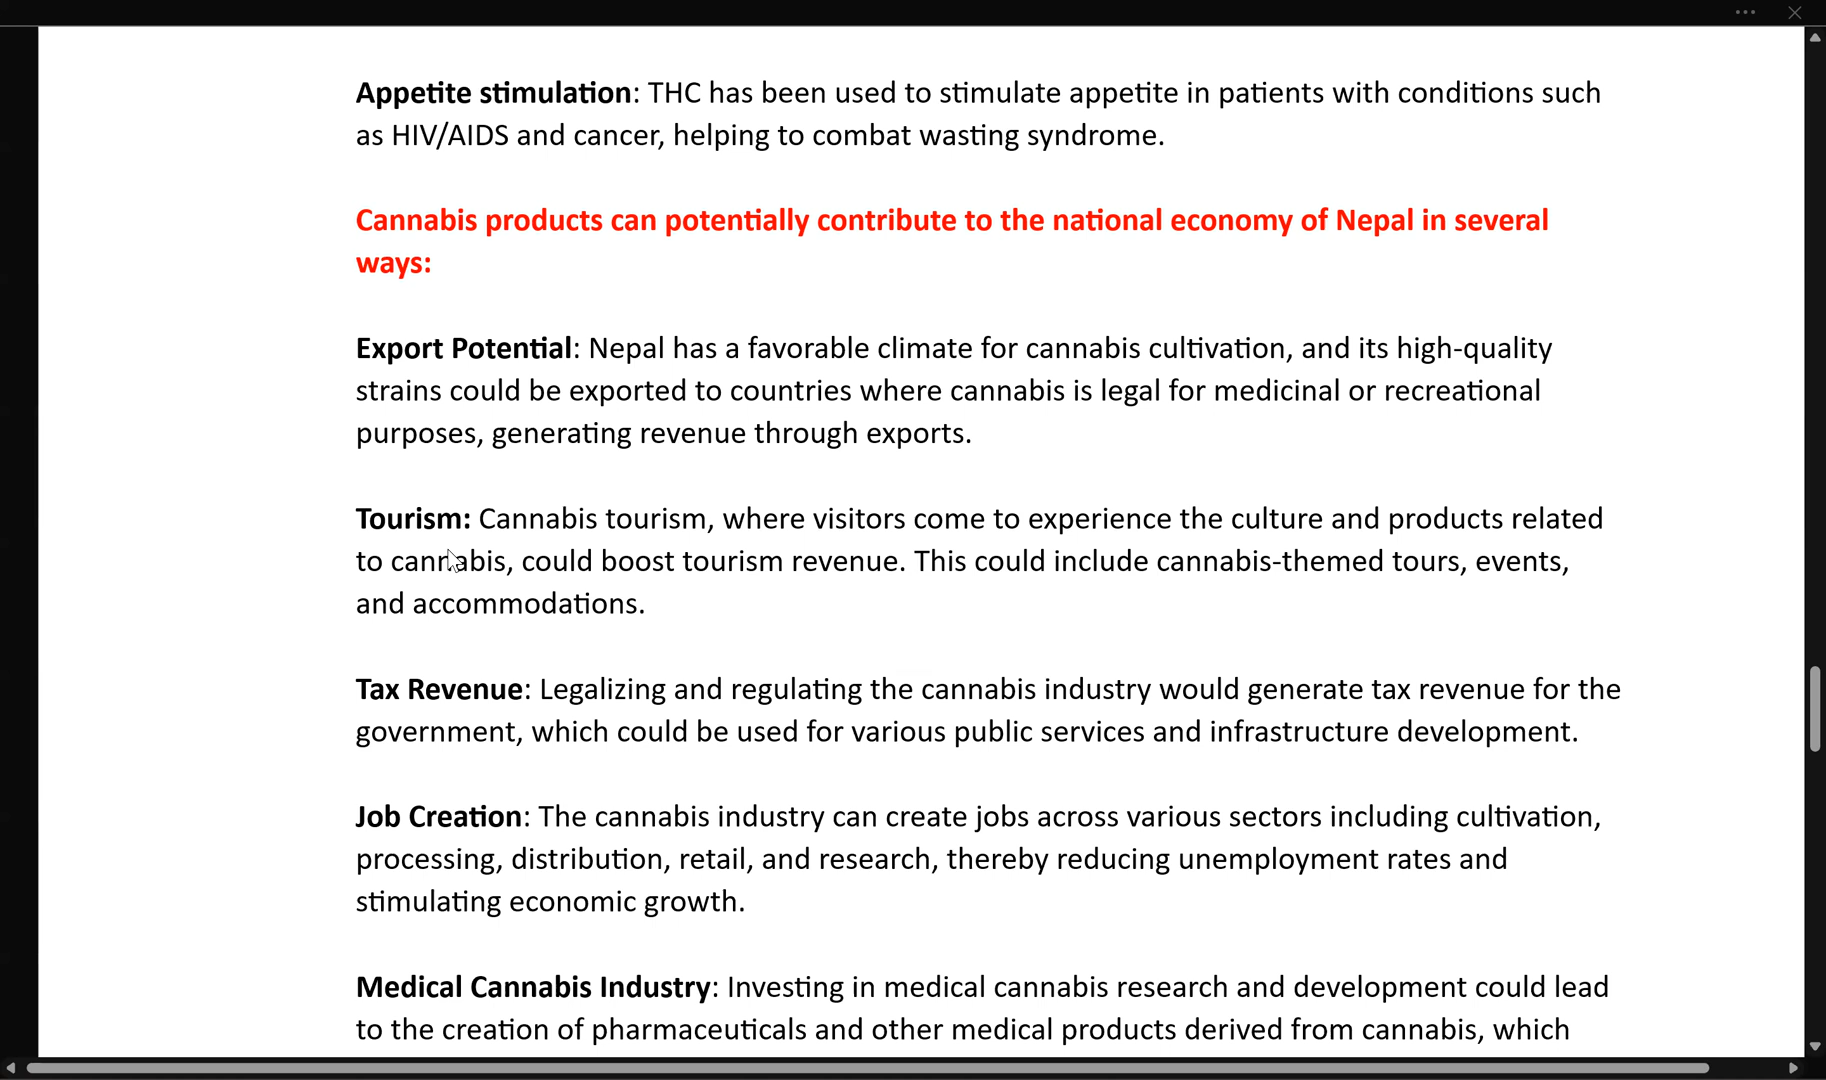 Appetite stimulation: THC has been used to stimulate appetite in patients with conditions such
as HIV/AIDS and cancer, helping to combat wasting syndrome.
Cannabis products can potentially contribute to the national economy of Nepal in several
ways:
Export Potential: Nepal has a favorable climate for cannabis cultivation, and its high-quality
strains could be exported to countries where cannabis is legal for medicinal or recreational
purposes, generating revenue through exports.
Tourism: Cannabis tourism, where visitors come to experience the culture and products related
to cannabis, could boost tourism revenue. This could include cannabis-themed tours, events,
and accommodations.
Tax Revenue: Legalizing and regulating the cannabis industry would generate tax revenue for the
government, which could be used for various public services and infrastructure development.
Job Creation: The cannabis industry can create jobs across various sectors including cultivation,
processing, distribution, retail, and research, thereby reducing unemployment rates and
stimulating economic growth.
Medical Cannabis Industry: Investing in medical cannabis research and development could lead
to the creation of pharmaceuticals and other medical products derived from cannabis, which